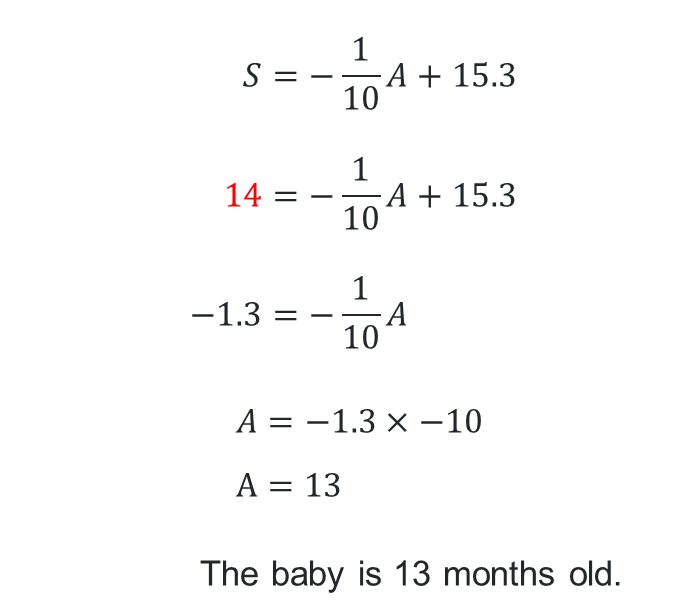 S = −1/10 A + 15.3
14 = −1/10 A + 15.3
−1.3 = −1/10 A
A = −1.3 × −10
A = 13
The baby is 13 months old.